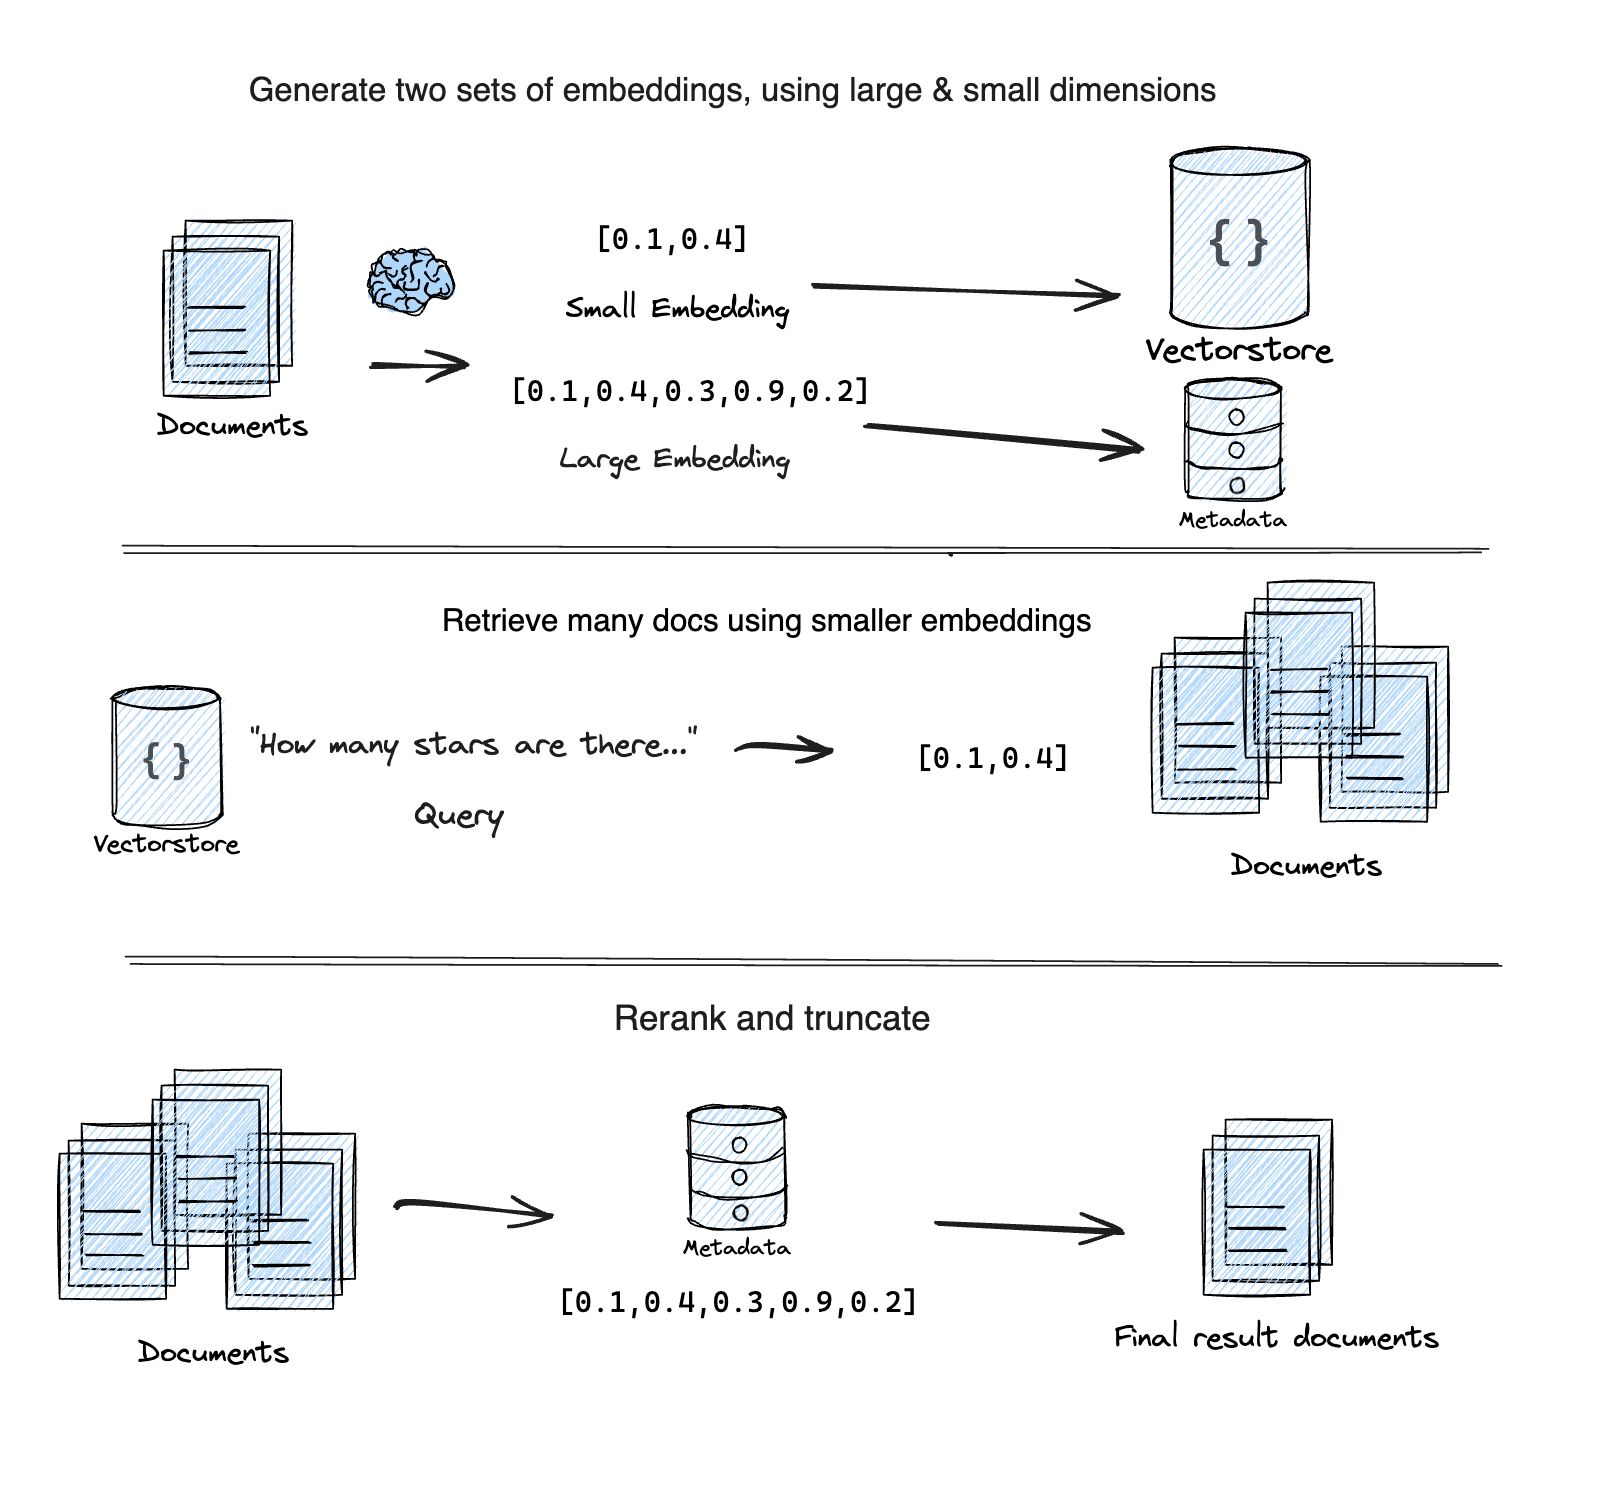 Generate two sets of embeddings, using large & small dimensions
[0.1,0.4]
{ }
Small Embedding
Vectorstore
[0.1,0.4,0.3,0.9,0.2]
Documents
Large Embedding
Metadata
Retrieve many docs using smaller embeddings
"How many stars are there..."
{ }
[0.1,0.4]
Query
Vectorstore
Documents
Rerank and truncate
Metadata
[0.1,0.4,0.3,0.9,0.2]
Final result documents
Documents